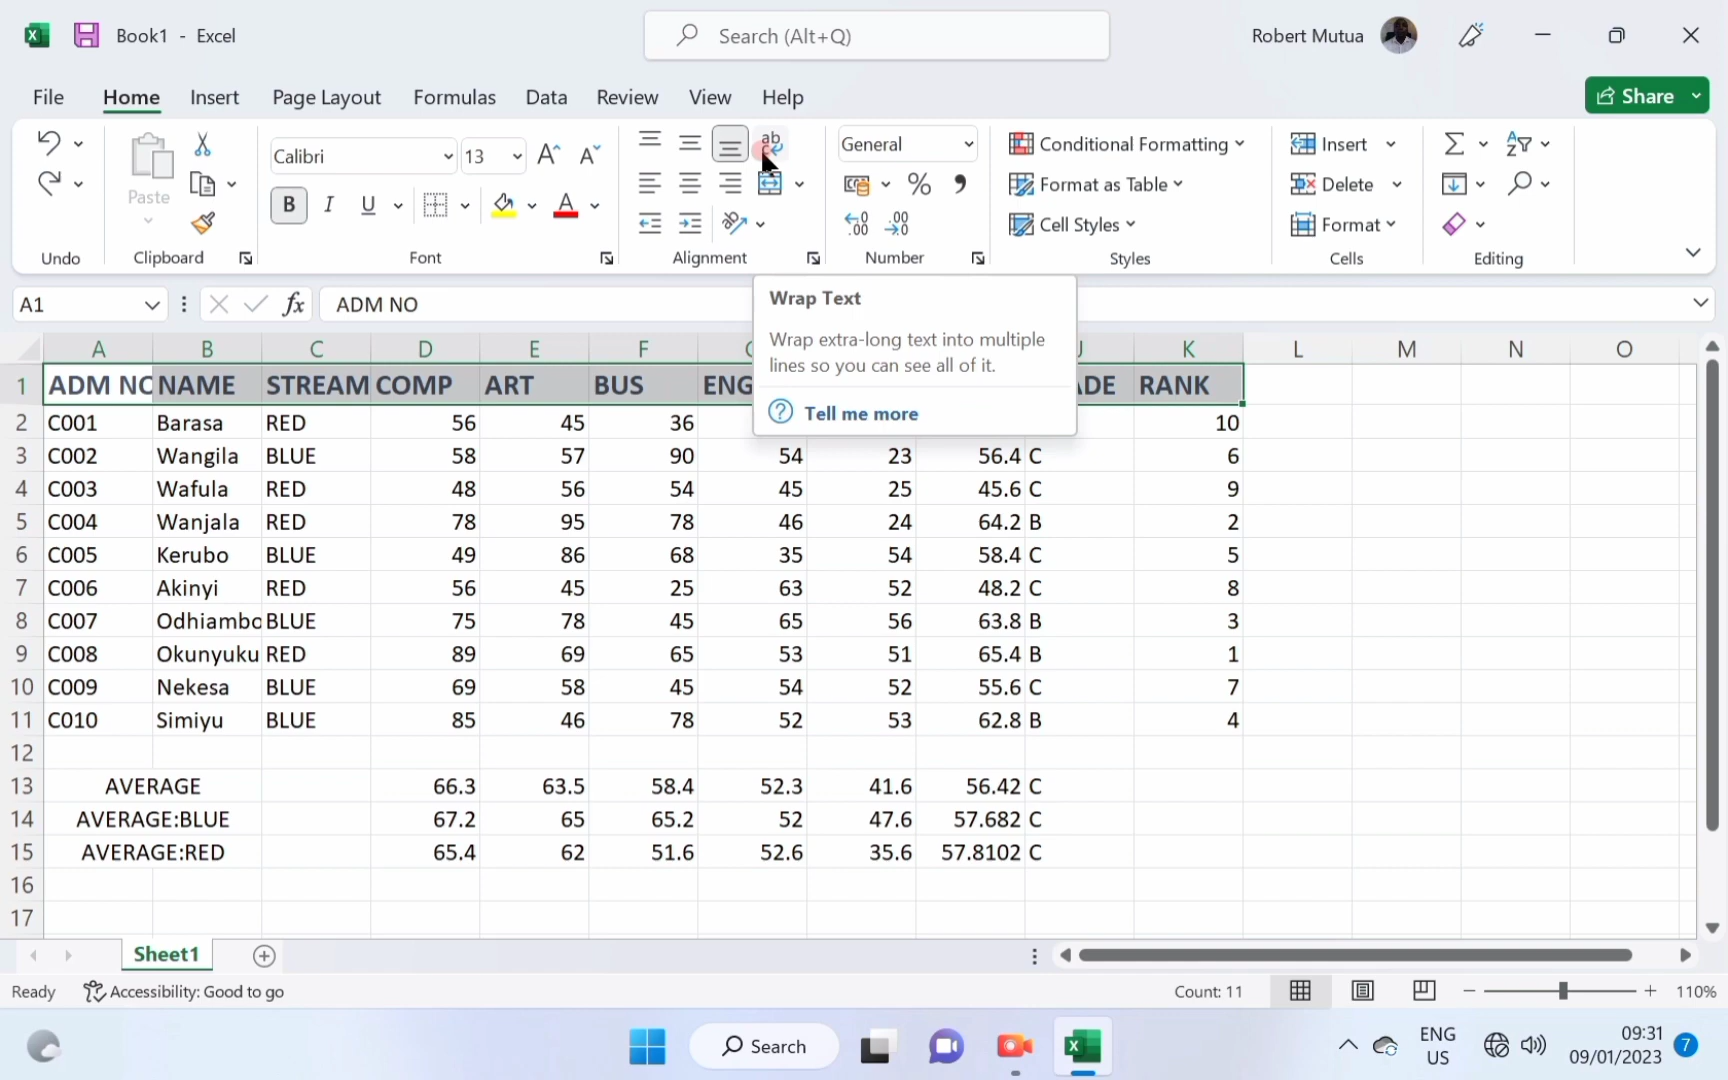 Book1 - Excel
Search (Alt+Q)
Robert Mutua
File Home Insert Page Layout Formulas Data Review View Help
Share
Paste
Calibri 13
B I U
A A A
ab
General
% 9
.00 .00
Conditional Formatting
Format as Table
Cell Styles
Insert
Delete
Format
Undo Clipboard Font Alignment Number Styles Cells Editing
A1 fx ADM NO
Wrap Text
Wrap extra-long text into multiple
lines so you can see all of it.
Tell me more
A B C D E F K L M N O
1 ADM NO NAME STREAM COMP ART BUS ENG ADE RANK
2 C001 Barasa RED 56 45 36 10
3 C002 Wangila BLUE 58 57 90 54 23 56.4 C 6
4 C003 Wafula RED 48 56 54 45 25 45.6 C 9
5 C004 Wanjala RED 78 95 78 46 24 64.2 B 2
6 C005 Kerubo BLUE 49 86 68 35 54 58.4 C 5
7 C006 Akinyi RED 56 45 25 63 52 48.2 C 8
8 C007 Odhiambo BLUE 75 78 45 65 56 63.8 B 3
9 C008 Okunyuku RED 89 69 65 53 51 65.4 B 1
10 C009 Nekesa BLUE 69 58 45 54 52 55.6 C 7
11 C010 Simiyu BLUE 85 46 78 52 53 62.8 B 4
12
13 AVERAGE 66.3 63.5 58.4 52.3 41.6 56.42 C
14 AVERAGE:BLUE 67.2 65 65.2 52 47.6 57.682 C
15 AVERAGE:RED 65.4 62 51.6 52.6 35.6 57.8102 C
16
17
Sheet1
Ready Accessibility: Good to go Count: 11 110%
Search
ENG
US
09:31
09/01/2023
7